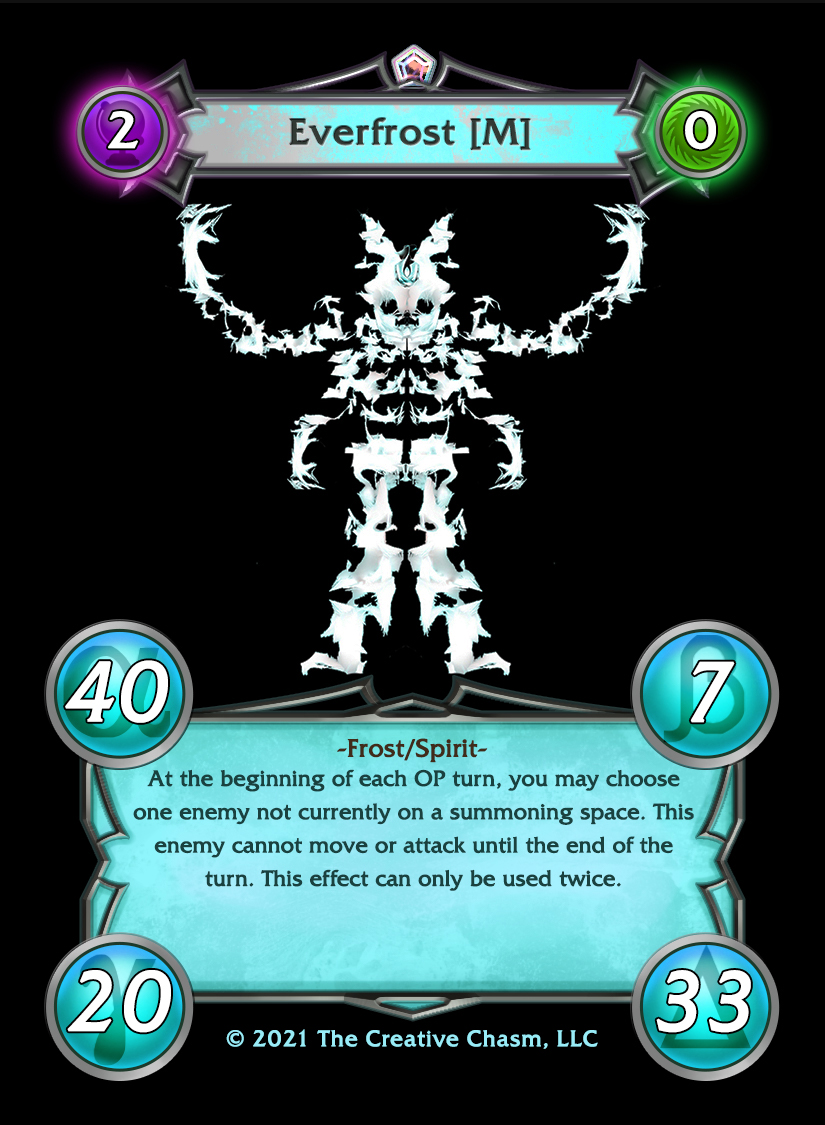 2
Everfrost [M]
0
α
40
β
7
-Frost/Spirit-
At the beginning of each OP turn, you may choose
one enemy not currently on a summoning space. This
enemy cannot move or attack until the end of the
turn. This effect can only be used twice.
γ
20
Δ
33
© 2021 The Creative Chasm, LLC